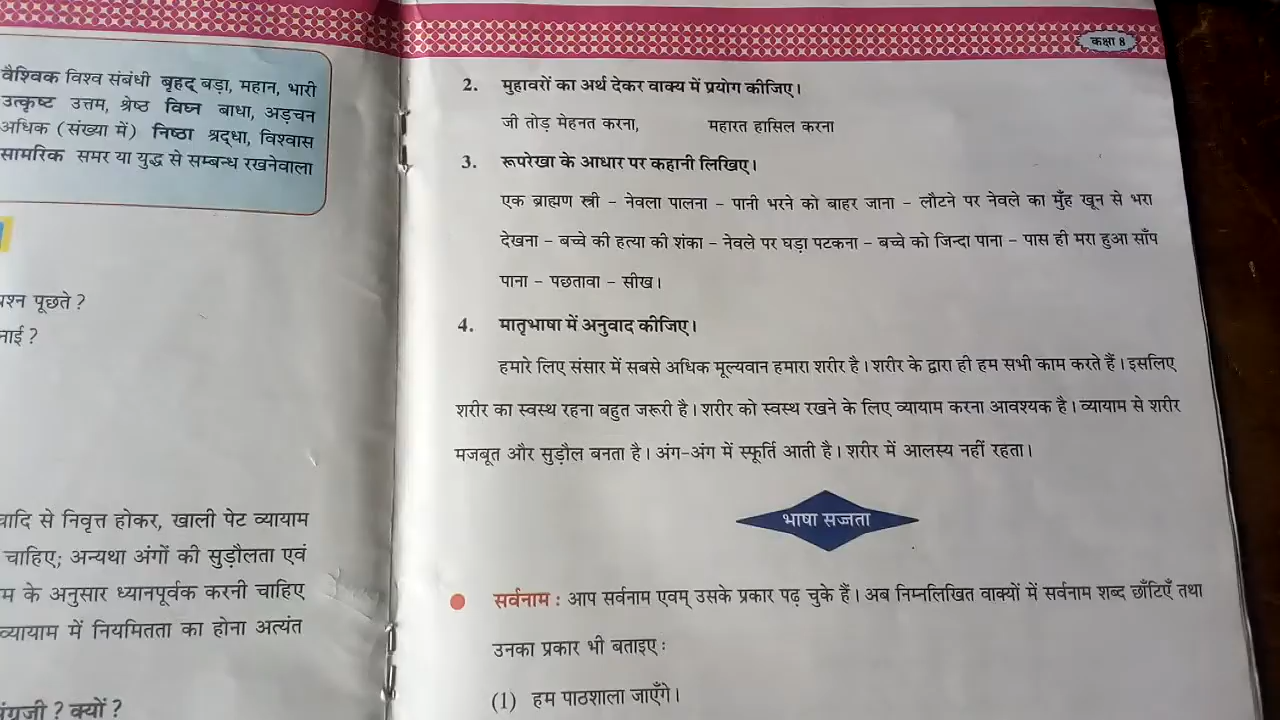 वैश्विक विश्व संबंधी बृहद् बड़ा, महान, भारी
उत्कृष्ट उत्तम, श्रेष्ठ विघ्न बाधा, अड़चन
अधिक (संख्या में) निष्ठा श्रद्धा, विश्वास
सामरिक समर या युद्ध से सम्बन्ध रखनेवाला
पूछते ?
वादि से निवृत्त होकर, खाली पेट व्यायाम
चाहिए; अन्यथा अंगों की सुड़ौलता एवं
म के अनुसार ध्यानपूर्वक करनी चाहिए
व्यायाम में नियमितता का होना अत्यंत
? क्यों ?
कक्षा 8
2. मुहावरों का अर्थ देकर वाक्य में प्रयोग कीजिए।
जी तोड़ मेहनत करना, महारत हासिल करना
3. रूपरेखा के आधार पर कहानी लिखिए।
एक ब्राह्मण स्त्री - नेवला पालना - पानी भरने को बाहर जाना - लौटने पर नेवले का मुँह खून से भरा
देखना - बच्चे की हत्या की शंका - नेवले पर घड़ा पटकना - बच्चे को जिन्दा पाना - पास ही मरा हुआ साँप
पाना - पछतावा - सीख।
4. मातृभाषा में अनुवाद कीजिए।
हमारे लिए संसार में सबसे अधिक मूल्यवान हमारा शरीर है। शरीर के द्वारा ही हम सभी काम करते हैं। इसलिए
शरीर का स्वस्थ रहना बहुत जरूरी है। शरीर को स्वस्थ रखने के लिए व्यायाम करना आवश्यक है। व्यायाम से शरीर
मजबूत और सुड़ौल बनता है। अंग-अंग में स्फूर्ति आती है। शरीर में आलस्य नहीं रहता।
भाषा सज्जता
सर्वनाम : आप सर्वनाम एवम् उसके प्रकार पढ़ चुके हैं। अब निम्नलिखित वाक्यों में सर्वनाम शब्द छाँटिएँ तथा
उनका प्रकार भी बताइए :
(1) हम पाठशाला जाएँगे।